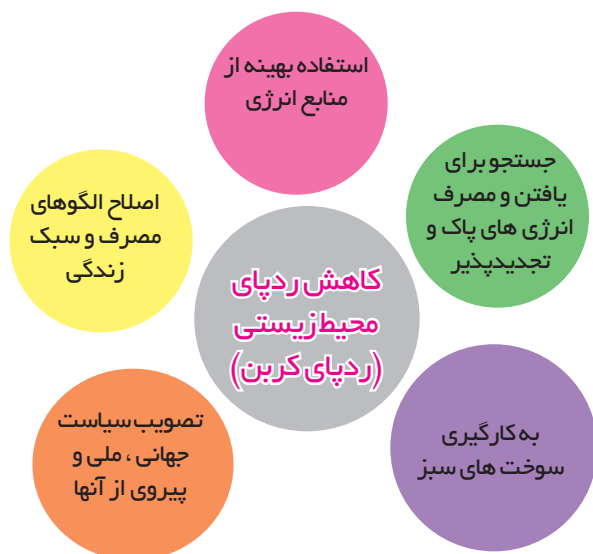 استفاده بهینه از
منابع انرژی
جستجو برای
یافتن و مصرف
انرژی های پاک و
تجدیدپذیر
اصلاح الگوهای
مصرف و سبک
زندگی
کاهش ردپای
محیط‌زیستی
(ردپای کربن)
به کارگیری
سوخت های سبز
تصویب سیاست
جهانی ، ملی و
پیروی از آنها